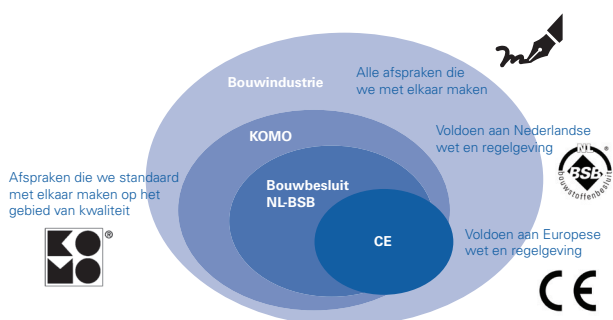 Bouwindustrie
Alle afspraken die
we met elkaar maken
KOMO
Voldoen aan Nederlandse
wet en regelgeving
NL
BSB
®
bouwstoffenbesluit
Afspraken die we standaard
met elkaar maken op het
gebied van kwaliteit
Bouwbesluit
NL-BSB
KO
MO
®
CE
Voldoen aan Europese
wet en regelgeving
CE